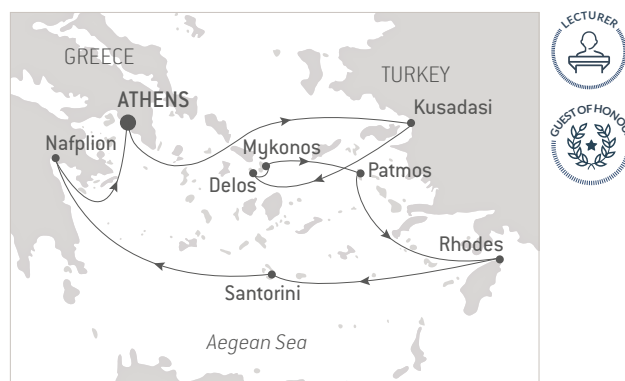 GREECE
TURKEY
ATHENS
Kusadasi
Nafplion
Mykonos
Delos
Patmos
Rhodes
Santorini
Aegean Sea
LECTURER
GUEST OF HONOU